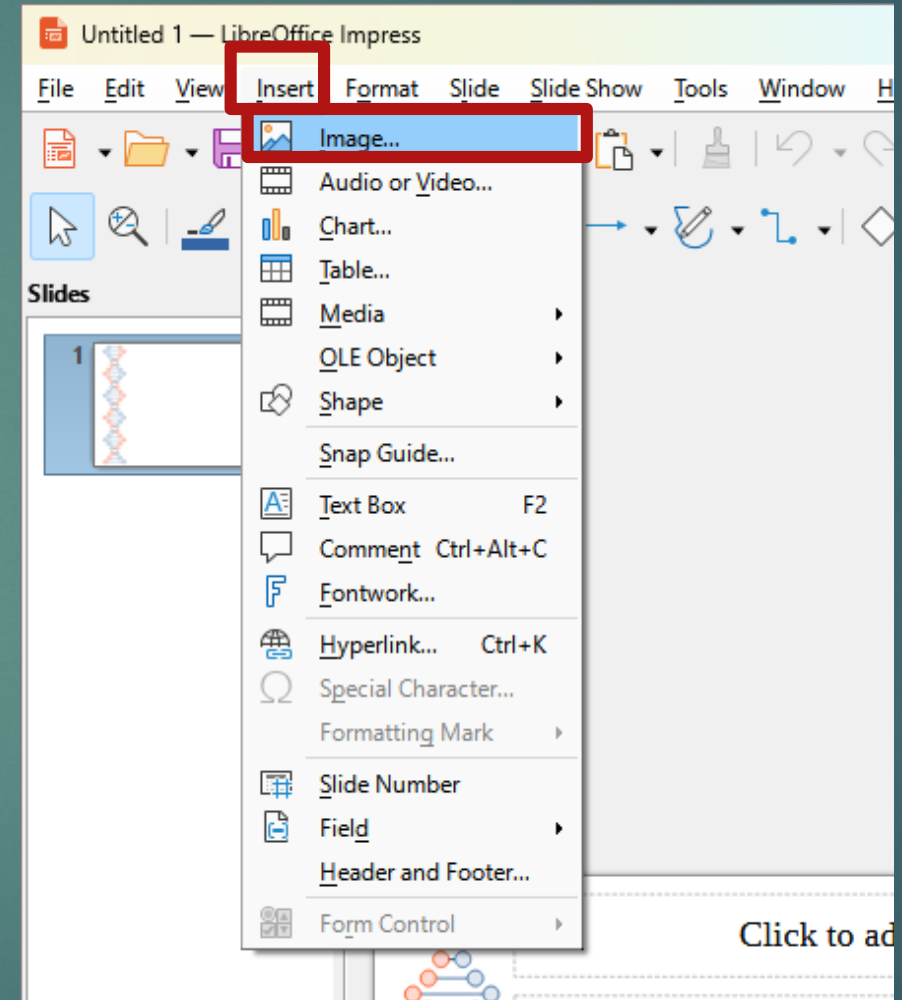 Untitled 1 — LibreOffice Impress
File Edit View Insert Format Slide Slide Show Tools Window H
Image...
Audio or Video...
Chart...
Table...
Slides
Media
1
OLE Object
Shape
Snap Guide...
Text Box F2
Comment Ctrl+Alt+C
Fontwork...
Hyperlink... Ctrl+K
Special Character...
Formatting Mark
Slide Number
Field
Header and Footer...
Form Control
Click to ad